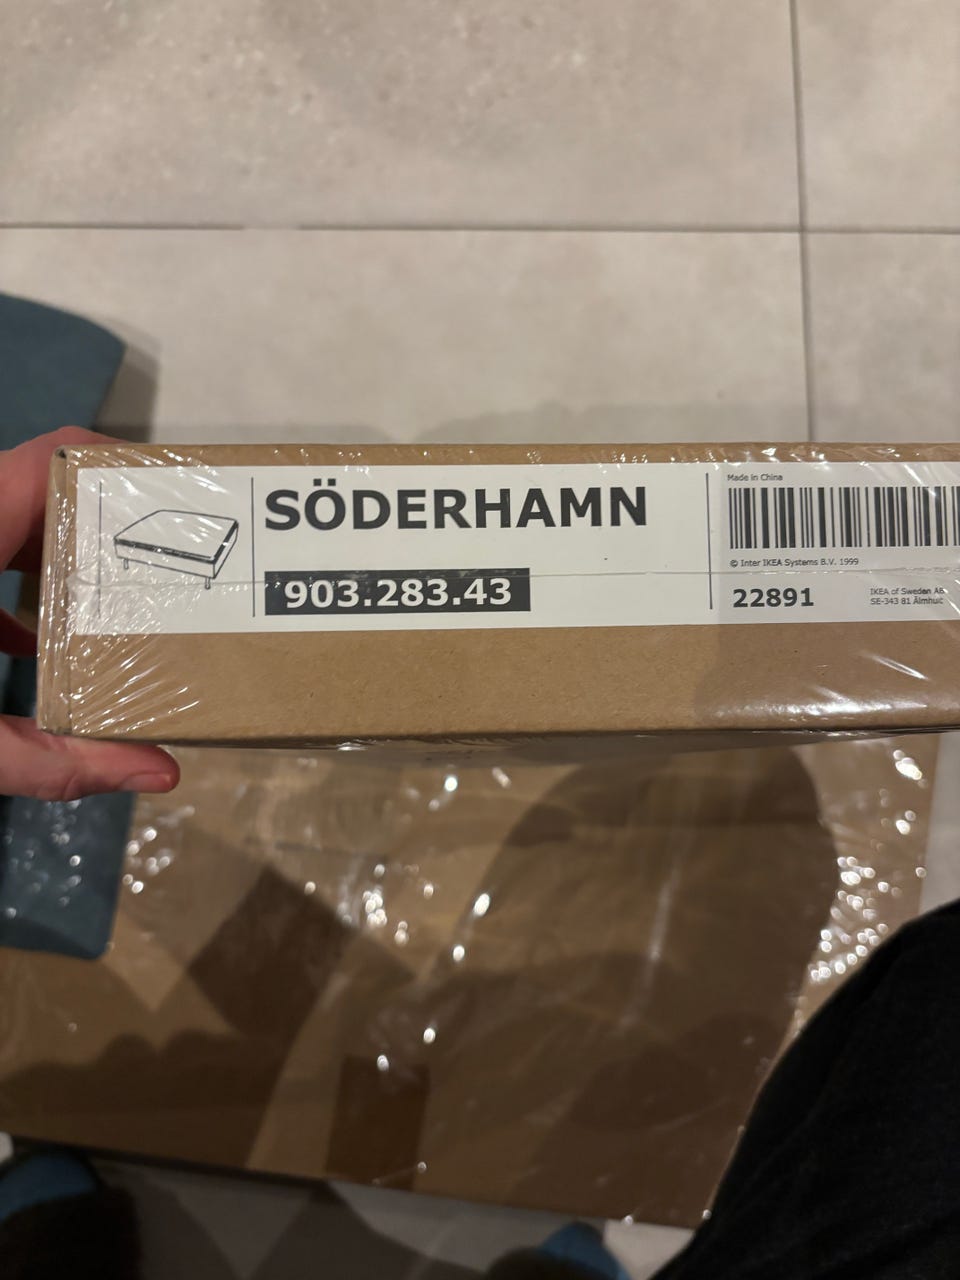 SÖDERHAMN
903.283.43
Made in China
© Inter IKEA Systems B.V. 1999
22891
IKEA of Sweden AB
SE-343 81 Älmhult